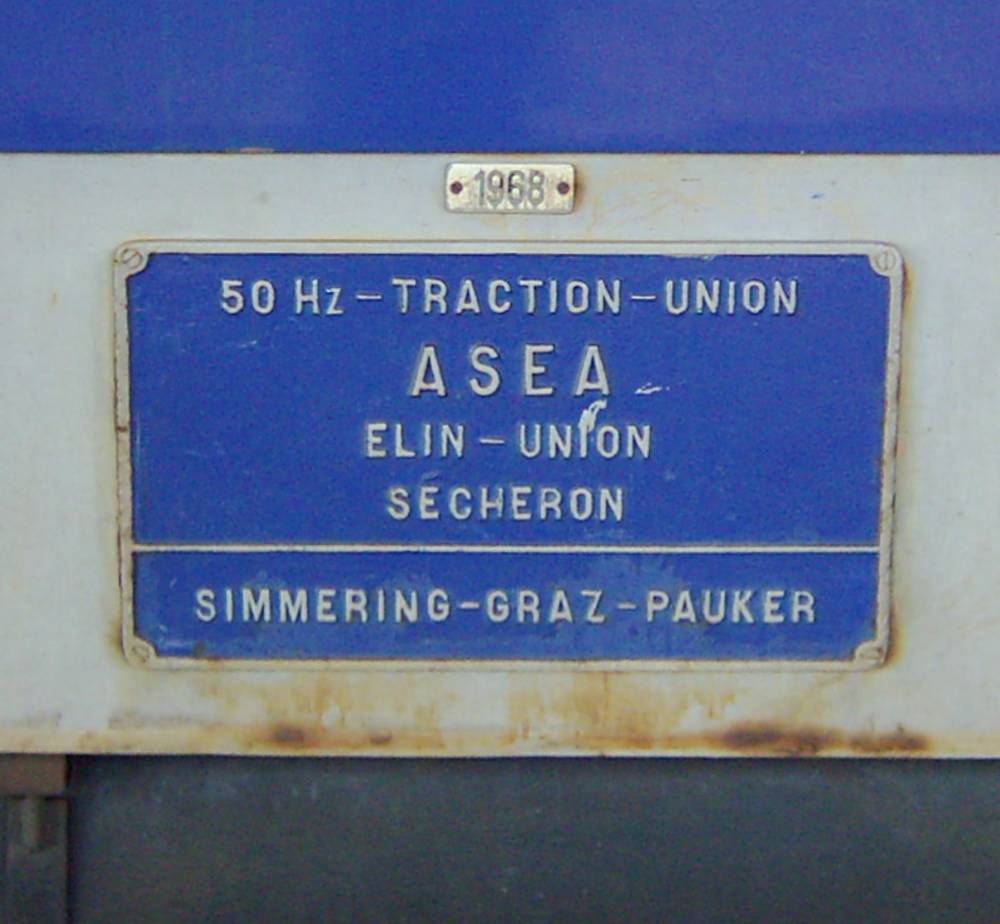 1968
50 Hz – TRACTION – UNION
ASEA
ELIN – UNION
SECHERON
SIMMERING – GRAZ – PAUKER